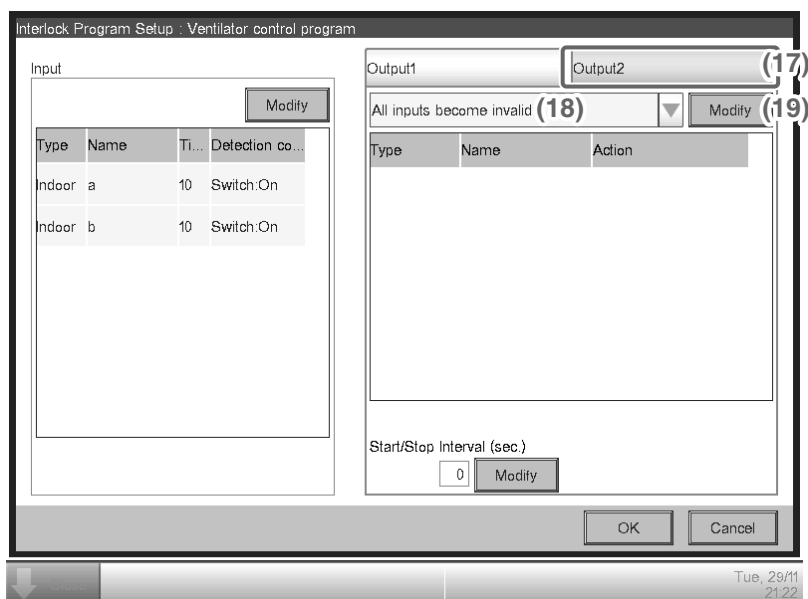 Interlock Program Setup : Ventilator control program
Input
Modify
Type Name Ti... Detection co...
Indoor a 10 Switch:On
Indoor b 10 Switch:On
Output1 Output2 (17)
All inputs become invalid (18) Modify (19)
Type Name Action
Start/Stop Interval (sec.)
0 Modify
OK Cancel
Close
Tue, 29/11
21:22